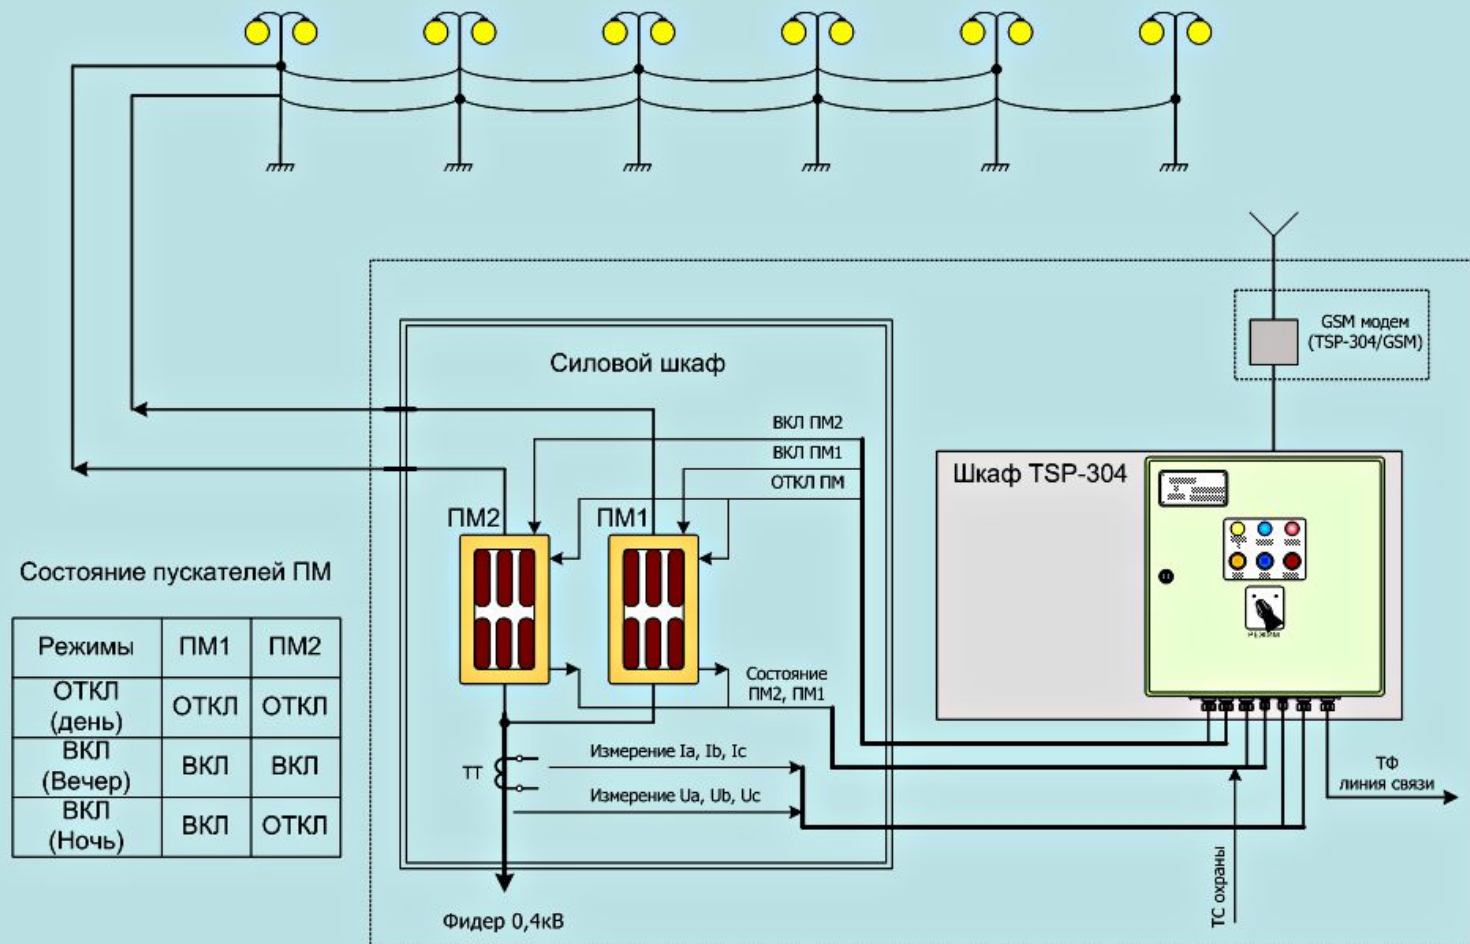 GSM модем
(TSP-304/GSM)
Силовой шкаф
ВКЛ ПМ2
ВКЛ ПМ1
ОТКЛ ПМ
Шкаф TSP-304
ПМ2
ПМ1
РЕЖИМ
Состояние пускателей ПМ
Режимы ПМ1 ПМ2
ОТКЛ
(день) ОТКЛ ОТКЛ
ВКЛ
(Вечер) ВКЛ ВКЛ
ВКЛ
(Ночь) ВКЛ ОТКЛ
Состояние
ПМ2, ПМ1
ТТ
Измерение Ia, Ib, Ic
Измерение Ua, Ub, Uc
ТФ
линия связи
ТС охраны
Фидер 0,4кВ